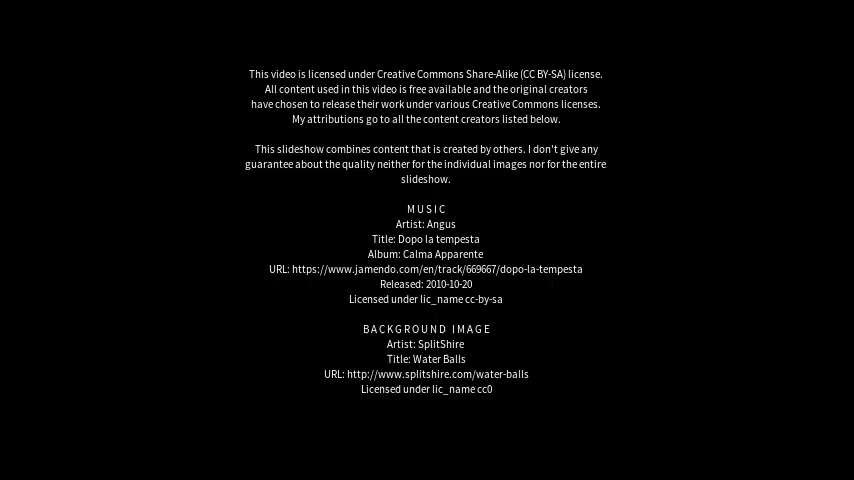 This video is licensed under Creative Commons Share-Alike (CC BY-SA) license.
All content used in this video is free available and the original creators
have chosen to release their work under various Creative Commons licenses.
My attributions go to all the content creators listed below.
This slideshow combines content that is created by others. I don't give any
guarantee about the quality neither for the individual images nor for the entire
slideshow.
MUSIC
Artist: Angus
Title: Dopo la tempesta
Album: Calma Apparente
URL: https://www.jamendo.com/en/track/669667/dopo-la-tempesta
Released: 2010-10-20
Licensed under lic_name cc-by-sa
BACKGROUND IMAGE
Artist: SplitShire
Title: Water Balls
URL: http://www.splitshire.com/water-balls
Licensed under lic_name cc0